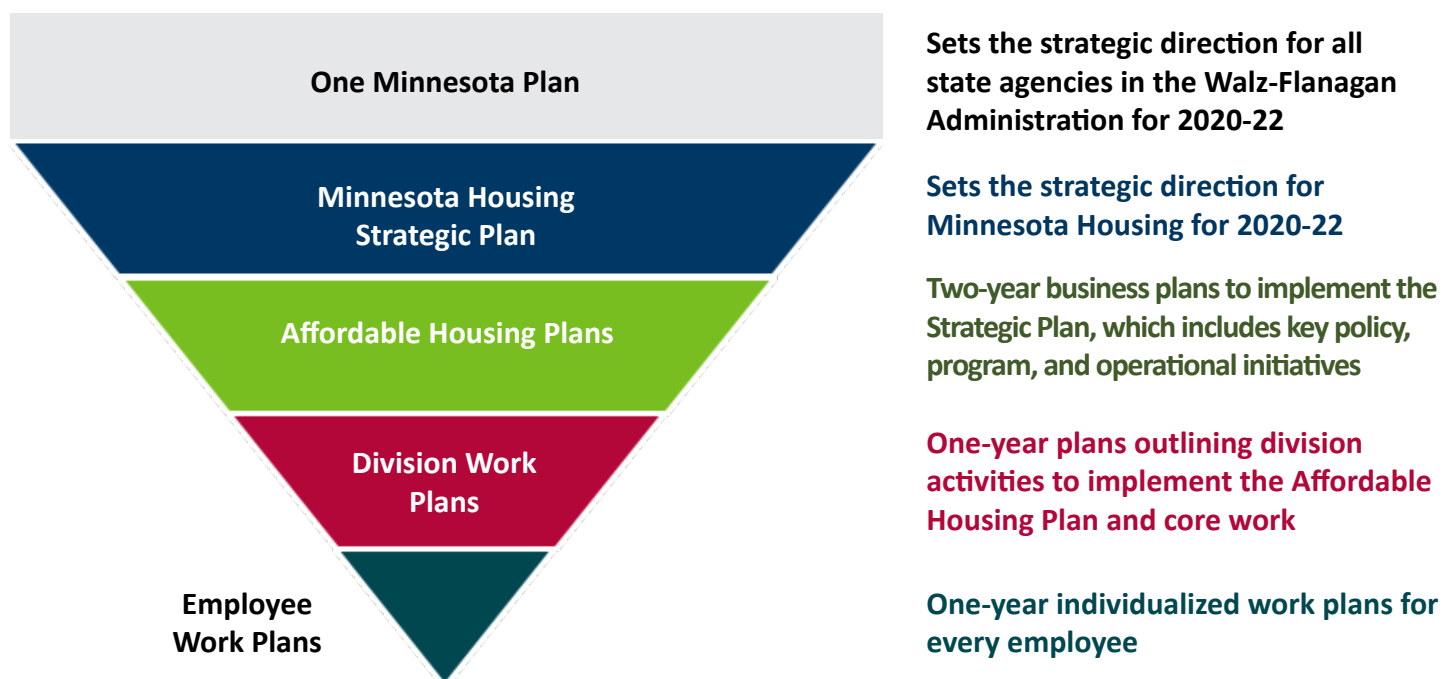 One Minnesota Plan
Sets the strategic direction for all
state agencies in the Walz-Flanagan
Administration for 2020-22
Minnesota Housing
Strategic Plan
Sets the strategic direction for
Minnesota Housing for 2020-22
Affordable Housing Plans
Two-year business plans to implement the
Strategic Plan, which includes key policy,
program, and operational initiatives
Division Work
Plans
One-year plans outlining division
activities to implement the Affordable
Housing Plan and core work
Employee
Work Plans
One-year individualized work plans for
every employee